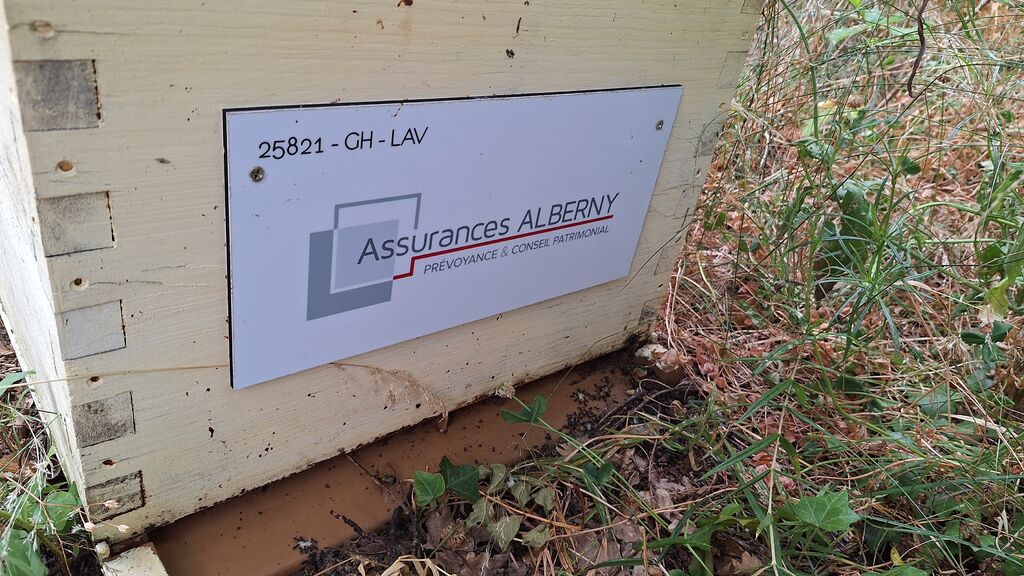 25821 - GH - LAV
Assurances ALBERNY
PRÉVOYANCE & CONSEIL PATRIMONIAL